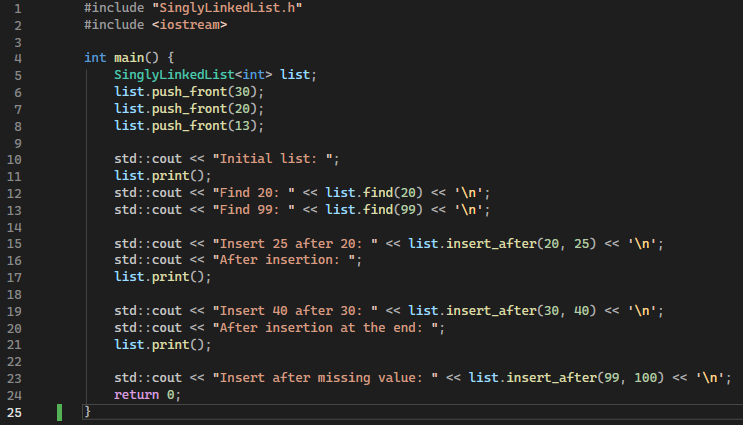 1 #include "SinglyLinkedList.h"
2 #include <iostream>
3
4 int main() {
5     SinglyLinkedList<int> list;
6     list.push_front(30);
7     list.push_front(20);
8     list.push_front(13);
9
10     std::cout << "Initial list: ";
11     list.print();
12     std::cout << "Find 20: " << list.find(20) << '\n';
13     std::cout << "Find 99: " << list.find(99) << '\n';
14
15     std::cout << "Insert 25 after 20: " << list.insert_after(20, 25) << '\n';
16     std::cout << "After insertion: ";
17     list.print();
18
19     std::cout << "Insert 40 after 30: " << list.insert_after(30, 40) << '\n';
20     std::cout << "After insertion at the end: ";
21     list.print();
22
23     std::cout << "Insert after missing value: " << list.insert_after(99, 100) << '\n';
24     return 0;
25 }